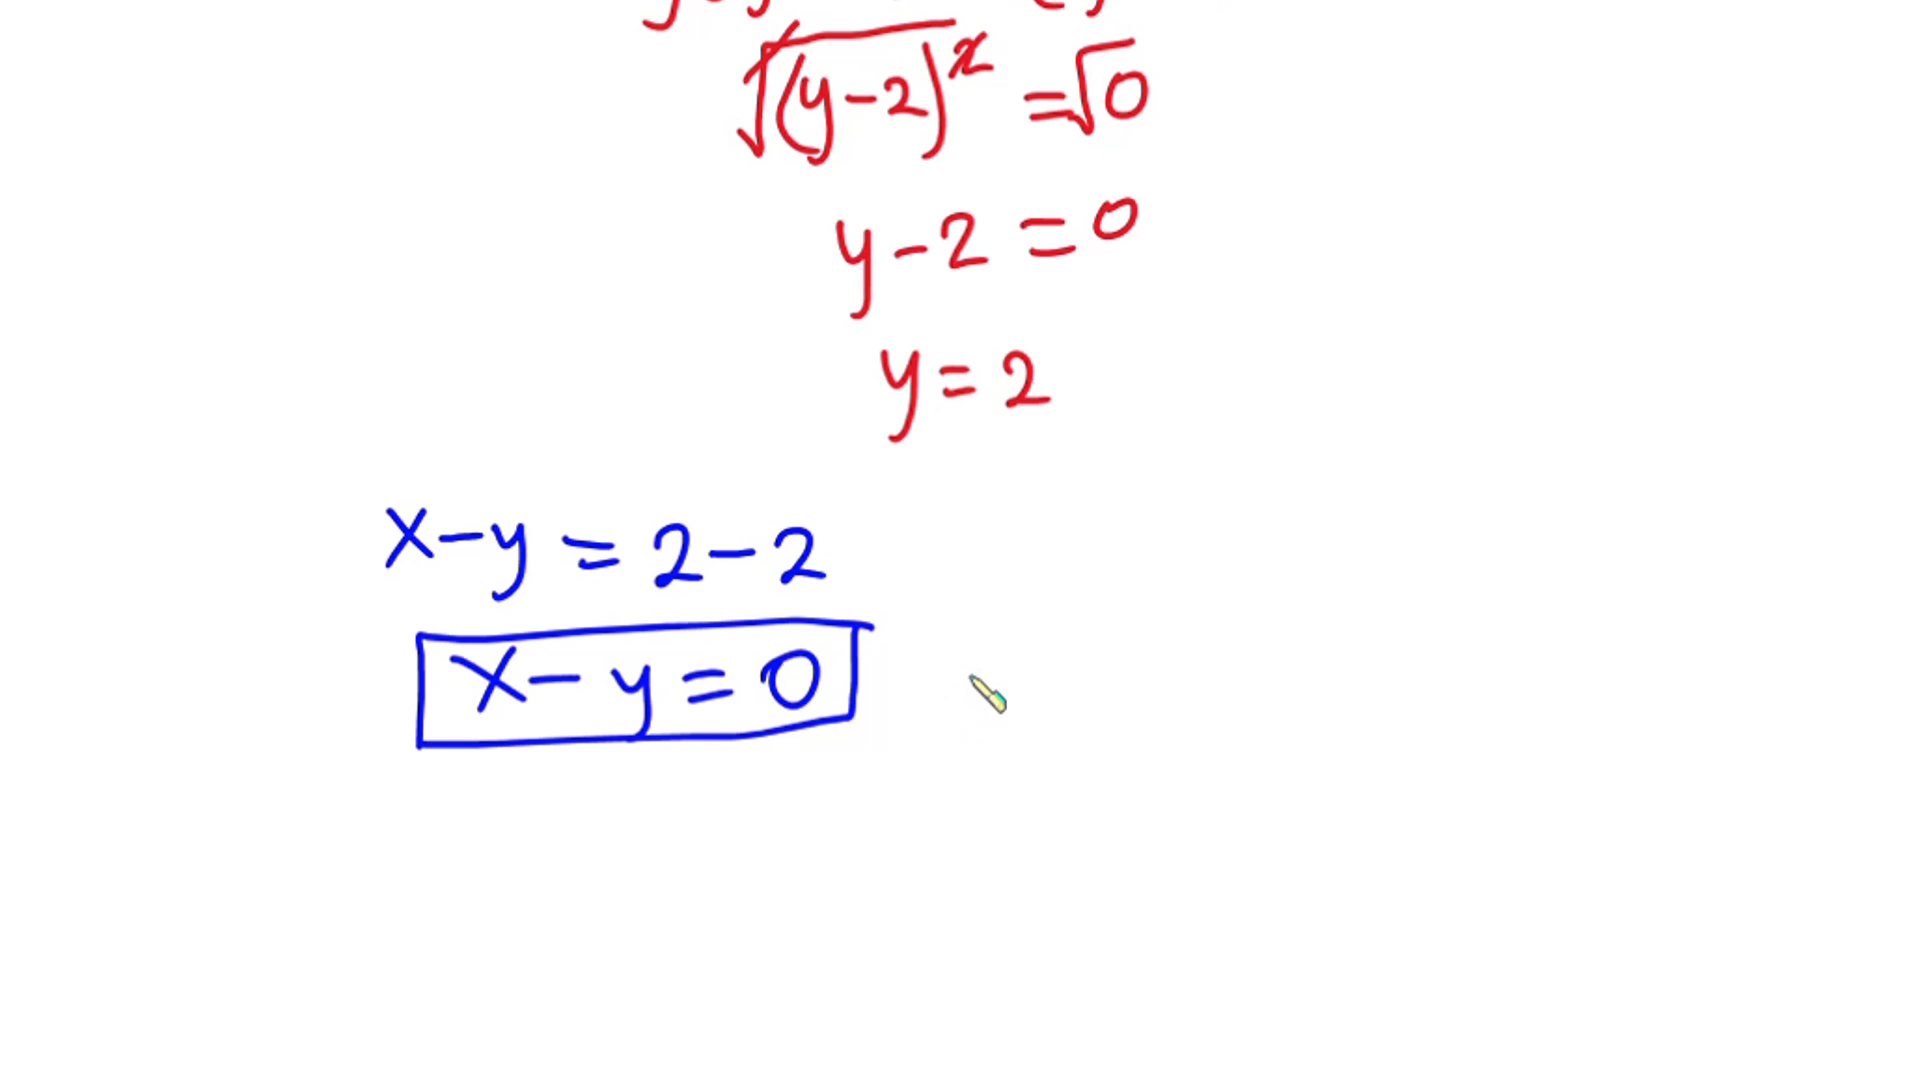 √(y-2)² = √0
y-2 = 0
y = 2
x-y = 2-2
x-y = 0